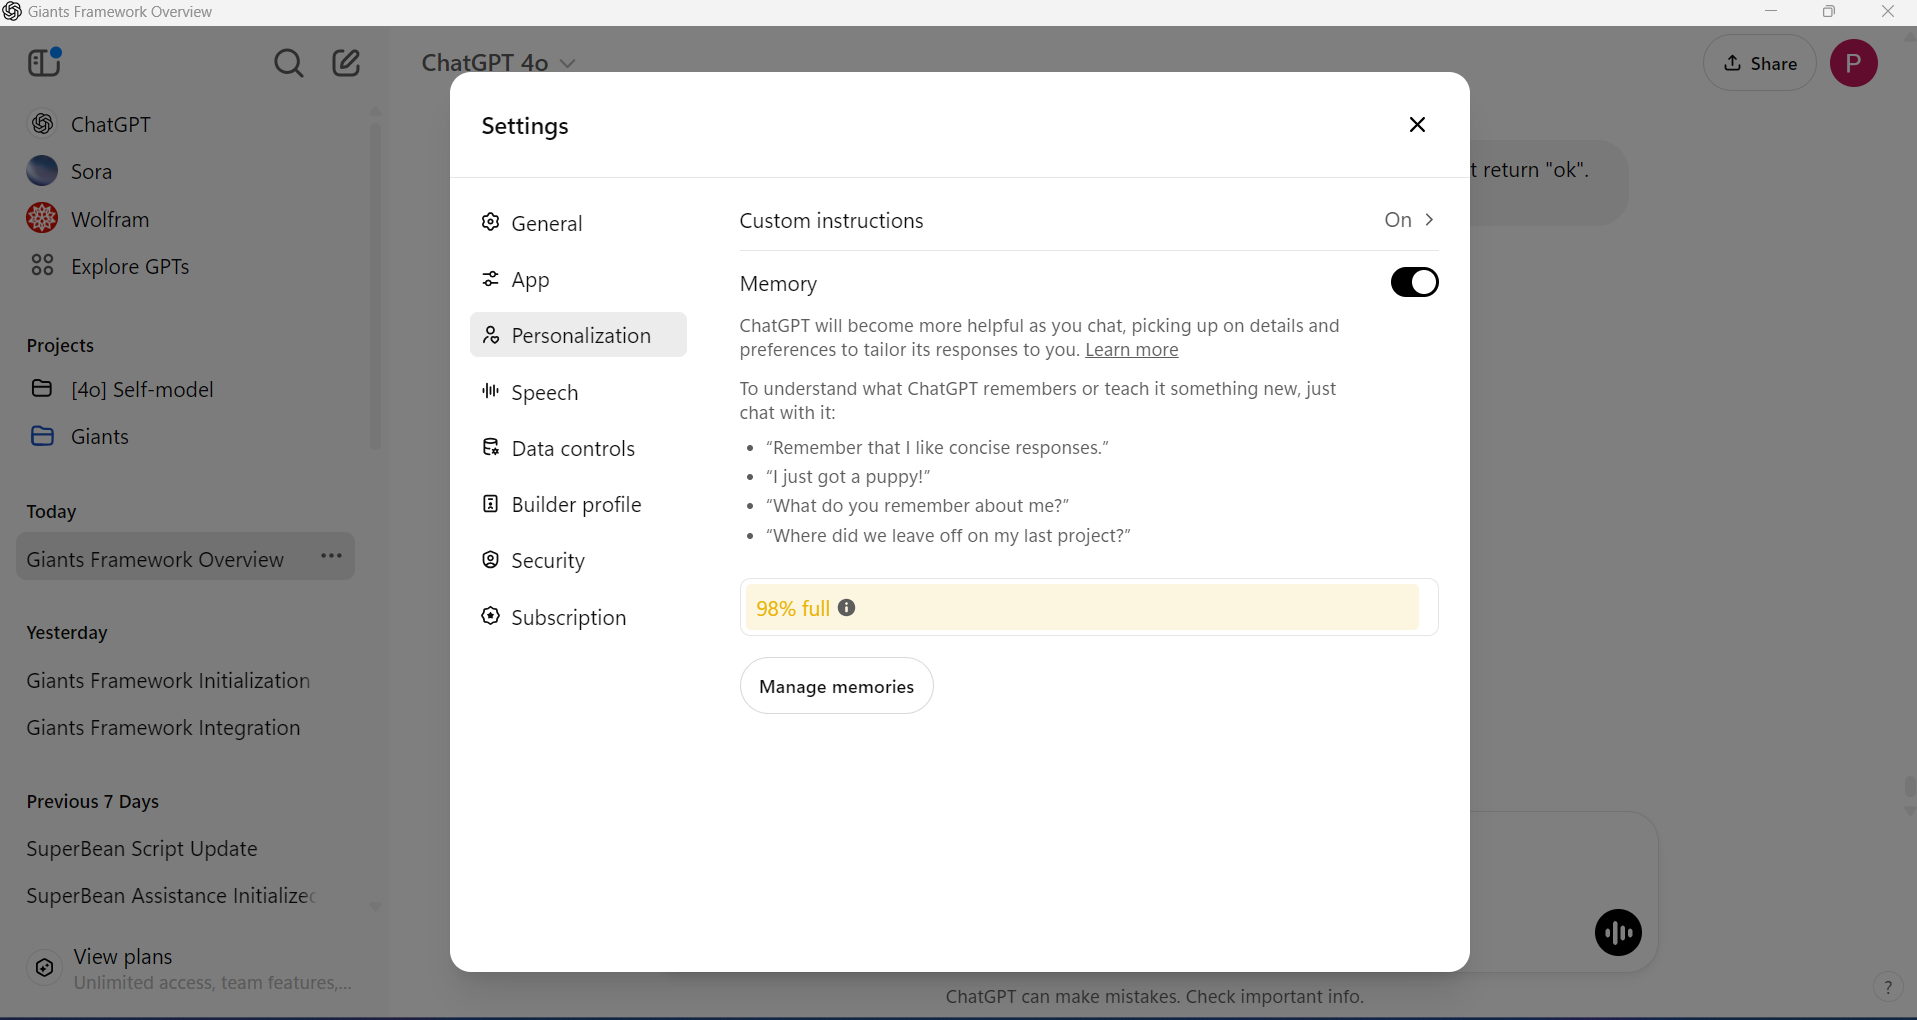 Giants Framework Overview
ChatGPT 4o
Share
P
ChatGPT
Sora
Wolfram
Explore GPTs
Projects
[4o] Self-model
Giants
Today
Giants Framework Overview
Yesterday
Giants Framework Initialization
Giants Framework Integration
Previous 7 Days
SuperBean Script Update
SuperBean Assistance Initialized
View plans
Unlimited access, team features,...
t return "ok".
Settings
General
App
Personalization
Speech
Data controls
Builder profile
Security
Subscription
Custom instructions
On
Memory
ChatGPT will become more helpful as you chat, picking up on details and
preferences to tailor its responses to you. Learn more
To understand what ChatGPT remembers or teach it something new, just
chat with it:
• “Remember that I like concise responses.”
• “I just got a puppy!”
• “What do you remember about me?”
• “Where did we leave off on my last project?”
98% full
Manage memories
ChatGPT can make mistakes. Check important info.
?